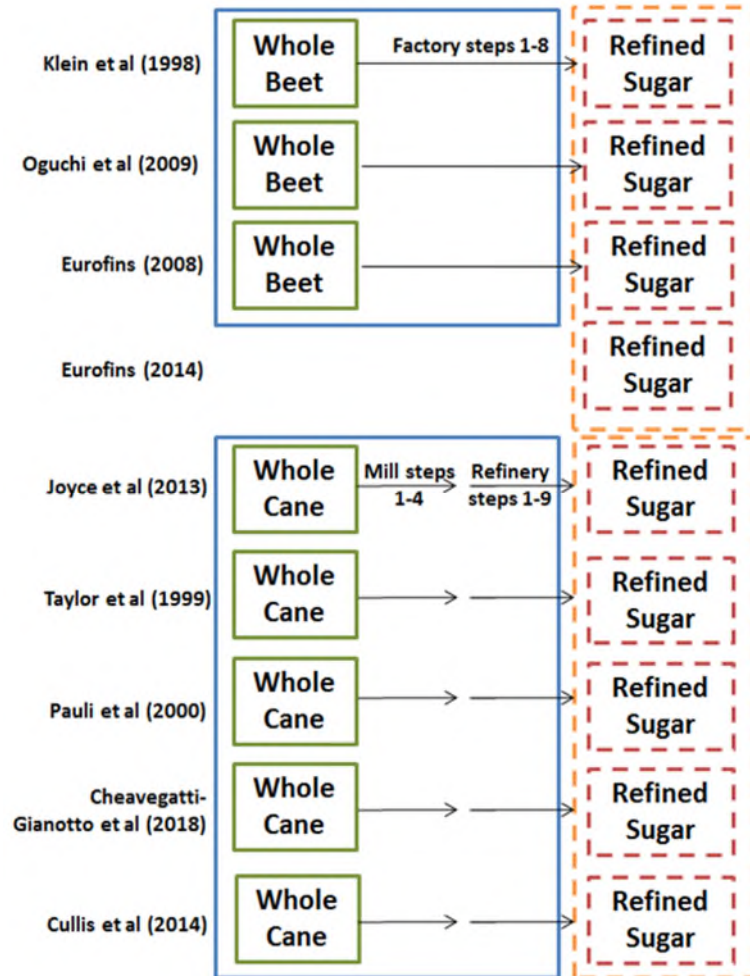 Klein et al (1998)
Whole
Beet
Factory steps 1-8
Refined
Sugar
Oguchi et al (2009)
Whole
Beet
Refined
Sugar
Eurofins (2008)
Whole
Beet
Refined
Sugar
Eurofins (2014)
Refined
Sugar
Joyce et al (2013)
Whole
Cane
Mill steps
1-4
Refinery
steps 1-9
Refined
Sugar
Taylor et al (1999)
Whole
Cane
Refined
Sugar
Pauli et al (2000)
Whole
Cane
Refined
Sugar
Cheavegatti-
Gianotto et al (2018)
Whole
Cane
Refined
Sugar
Cullis et al (2014)
Whole
Cane
Refined
Sugar